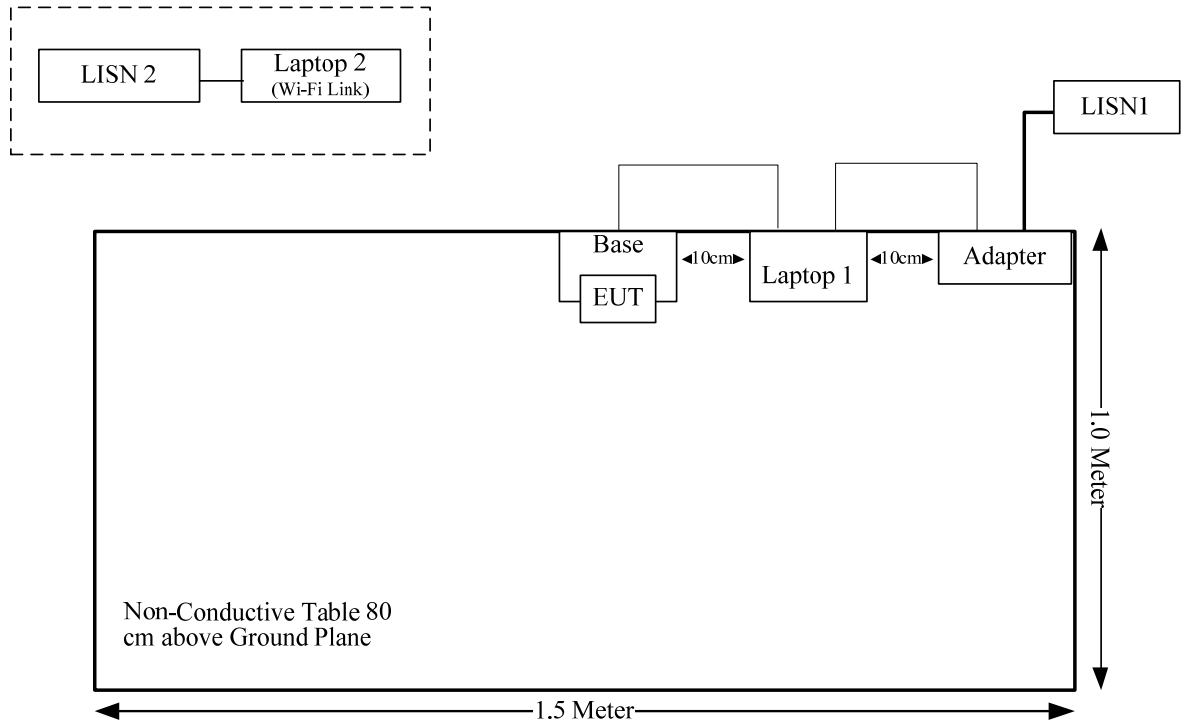 LISN 2
Laptop 2
(Wi-Fi Link)
LISN1
Base
10cm
10cm
Adapter
Laptop 1
EUT
1.0 Meter
Non-Conductive Table 80
cm above Ground Plane
1.5 Meter